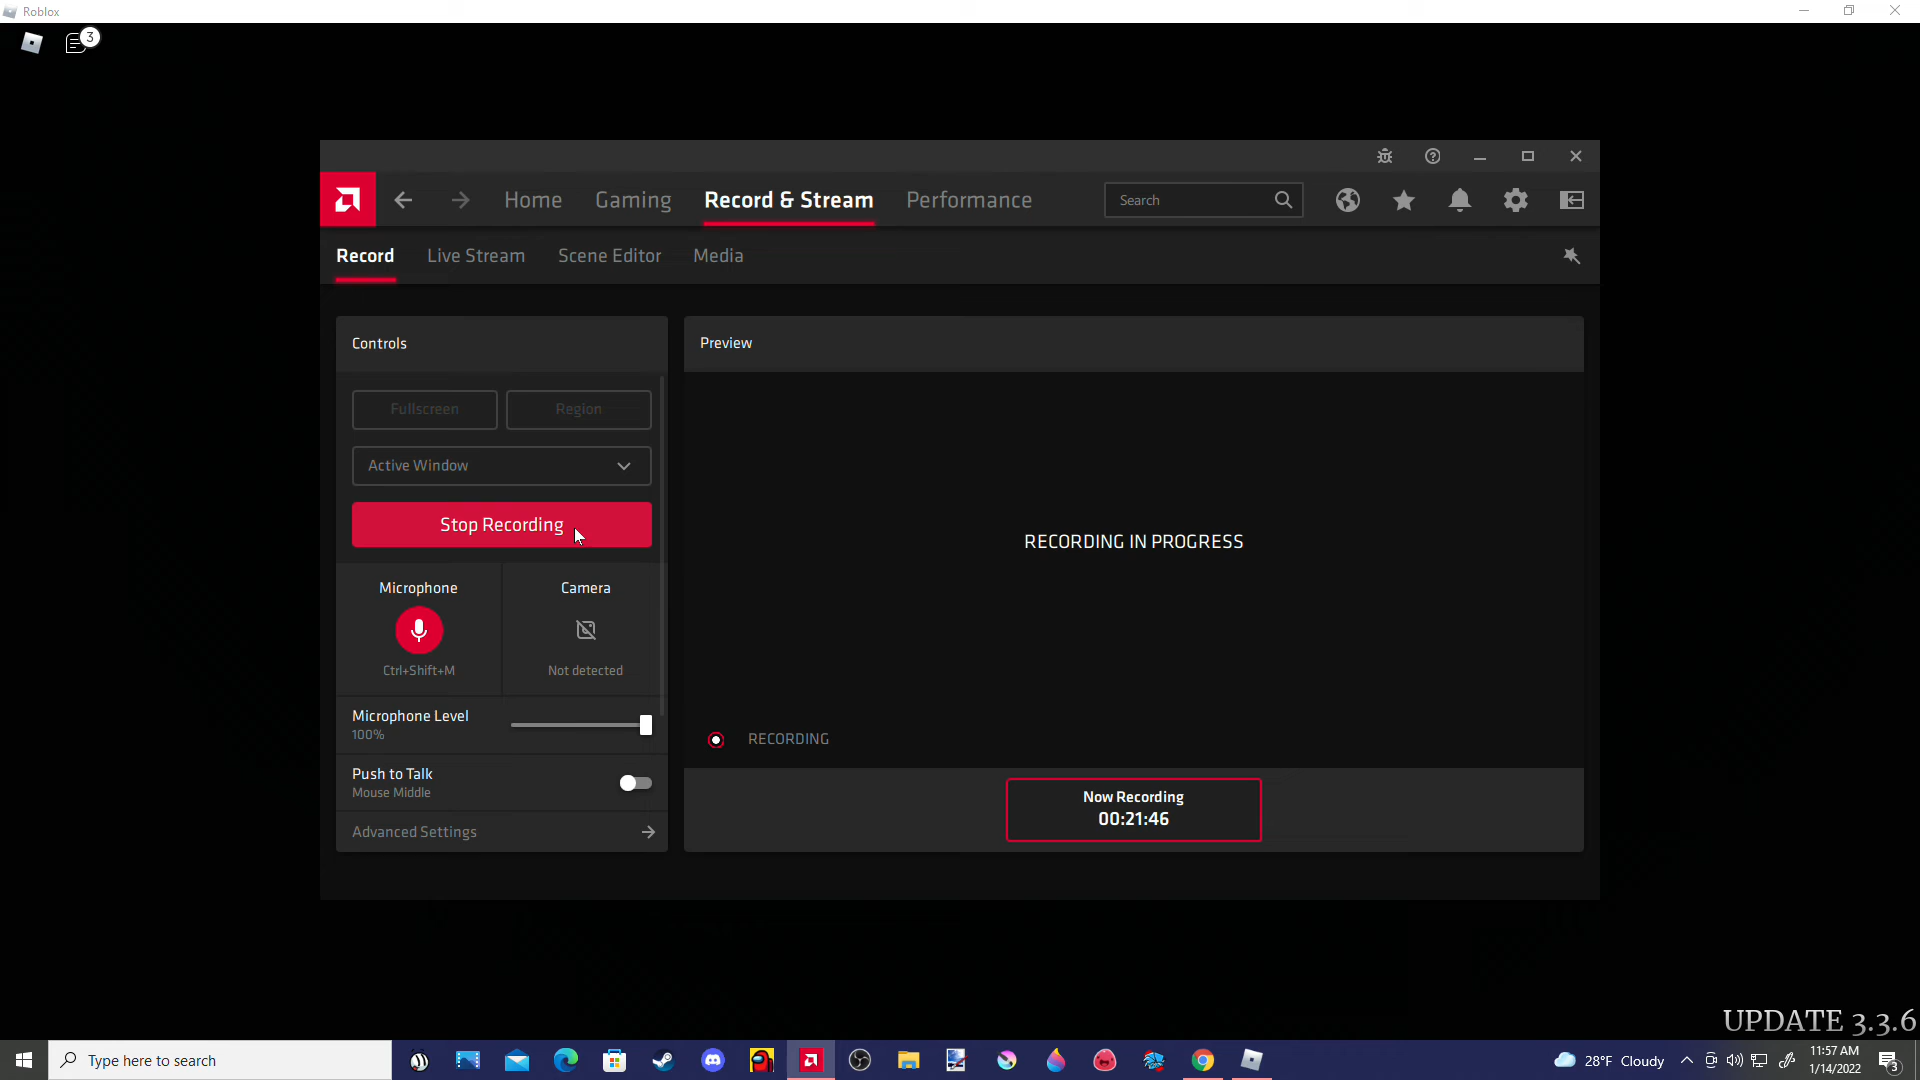 Roblox
3
Home Gaming Record & Stream Performance Search
Record Live Stream Scene Editor Media
Controls
Fullscreen Region
Active Window
Stop Recording
Microphone Camera
Ctrl+Shift+M Not detected
Microphone Level
100%
Push to Talk
Mouse Middle
Advanced Settings
Preview
RECORDING IN PROGRESS
RECORDING
Now Recording
00:21:46
UPDATE 3.3.6
Type here to search
28°F Cloudy
11:57 AM
1/14/2022
3